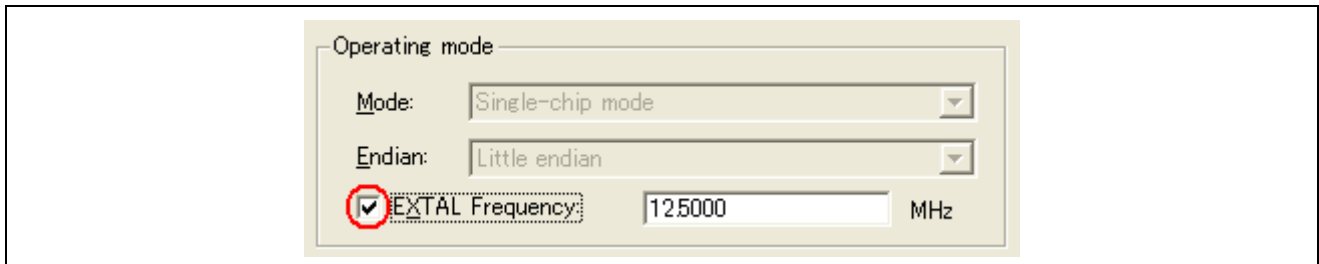 Operating mode
Mode: Single-chip mode
Endian: Little endian
EXTAL Frequency: 12.5000 MHz